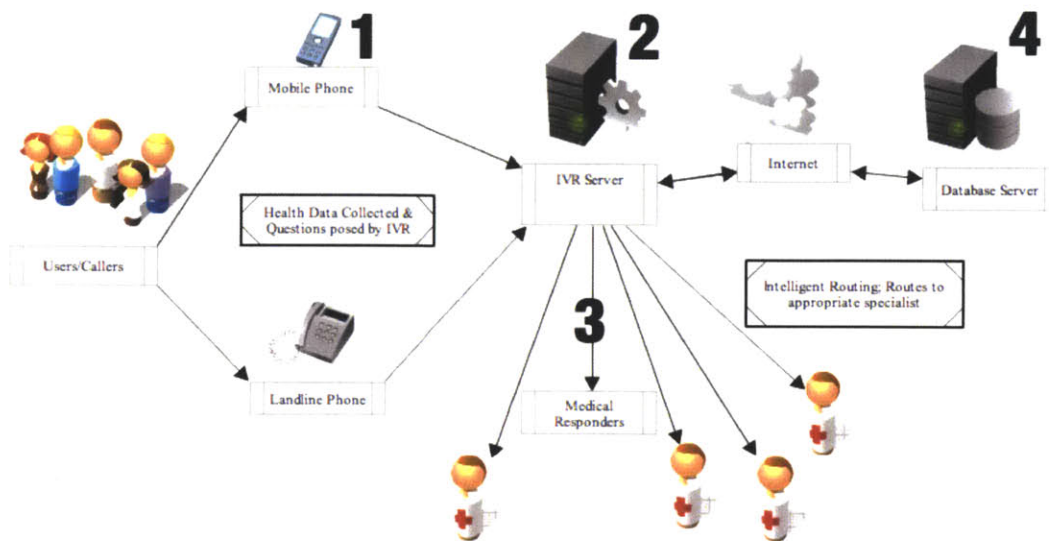 1
2
4
Mobile Phone
IVR Server
Internet
Database Server
Health Data Collected &
Questions posed by IVR
Users/Callers
Intelligent Routing; Routes to
appropriate specialist
3
Landline Phone
Medical
Responders